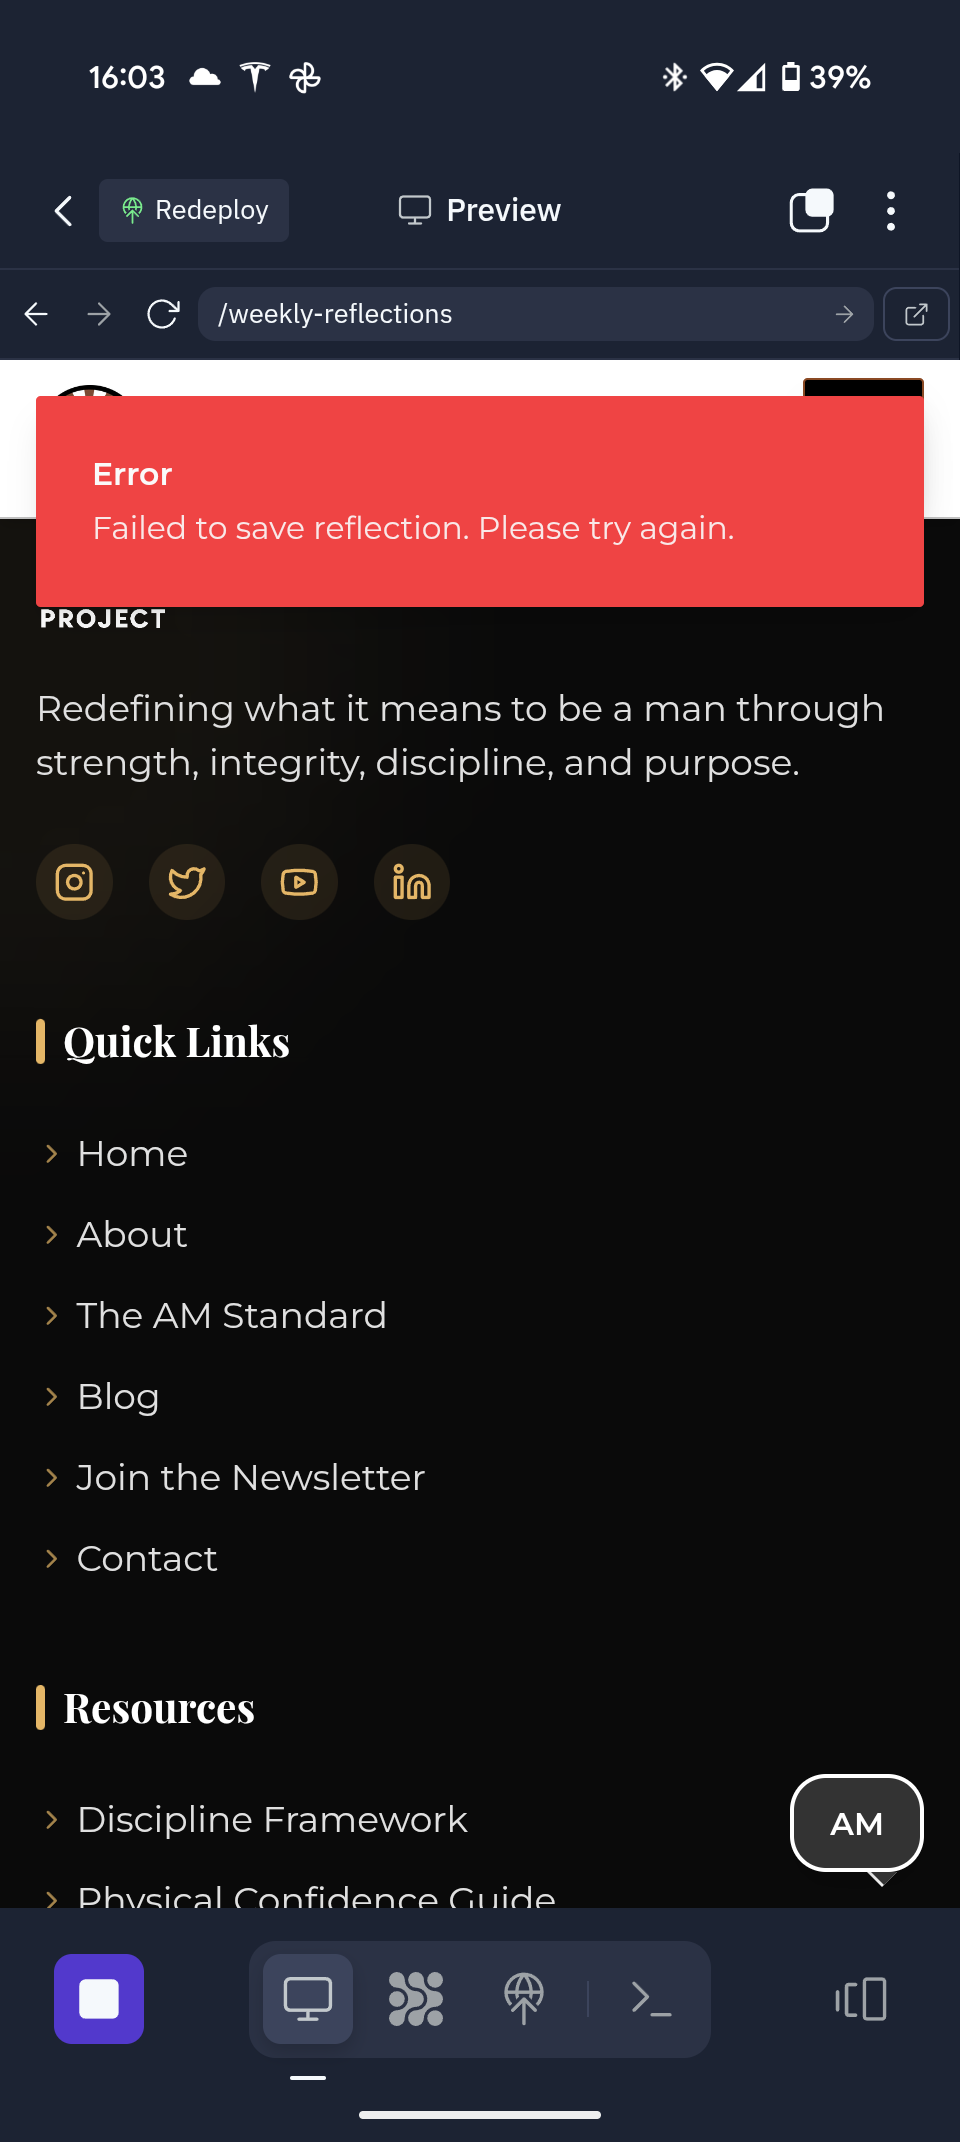 16:03
39%
Redeploy
Preview
/weekly-reflections
Error
Failed to save reflection. Please try again.
PROJECT
Redefining what it means to be a man through
strength, integrity, discipline, and purpose.
Quick Links
Home
About
The AM Standard
Blog
Join the Newsletter
Contact
Resources
Discipline Framework
AM
Physical Confidence Guide